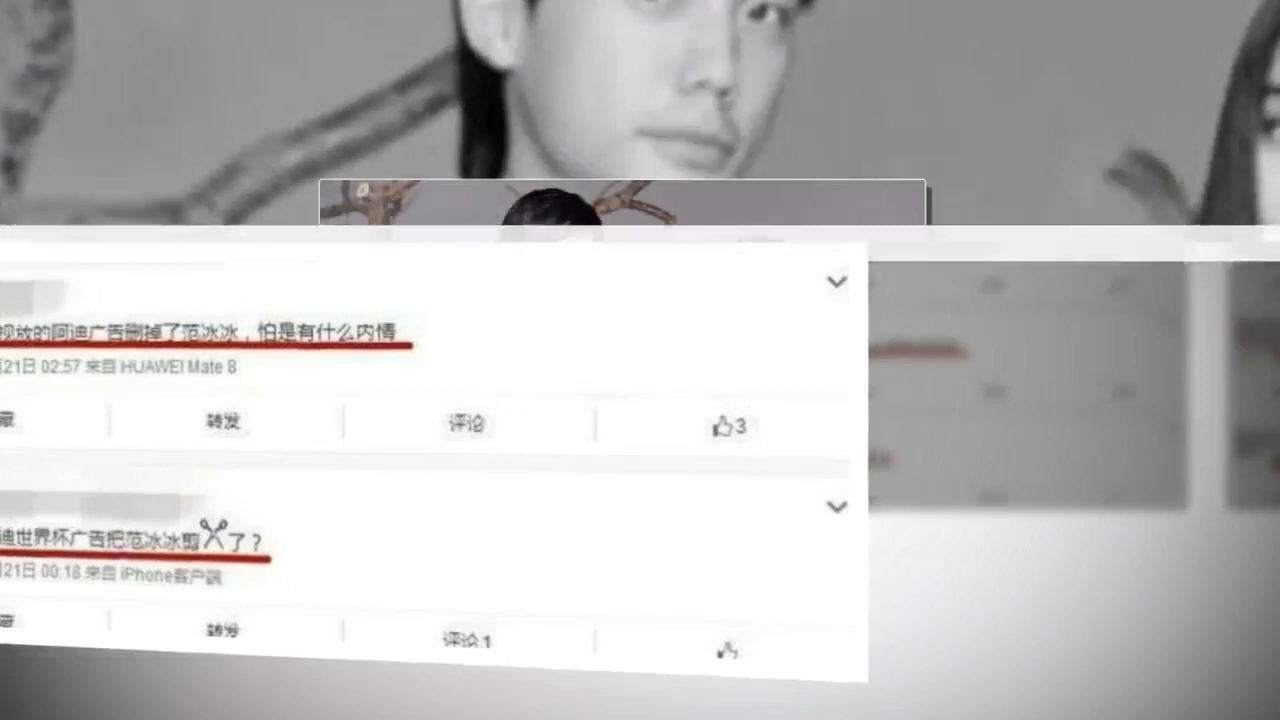 视放的阿迪广告删掉了范冰冰，怕是有什么内情
21日 02:57 来自 HUAWEI Mate 8
藏 转发 评论 3
迪世界杯广告把范冰冰剪了？
21日 00:18 来自 iPhone客户端
藏 转发 评论 1